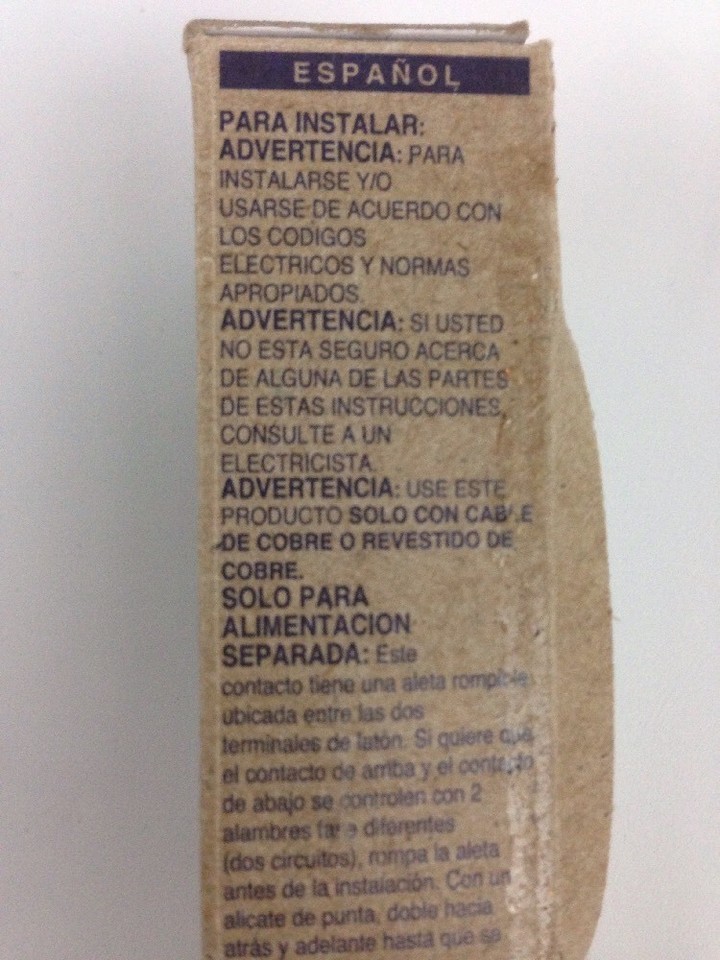 ESPAÑOL
PARA INSTALAR:
ADVERTENCIA: PARA
INSTALARSE Y/O
USARSE DE ACUERDO CON
LOS CODIGOS
ELECTRICOS Y NORMAS
APROPIADOS.
ADVERTENCIA: SI USTED
NO ESTA SEGURO ACERCA
DE ALGUNA DE LAS PARTES
DE ESTAS INSTRUCCIONES,
CONSULTE A UN
ELECTRICISTA.
ADVERTENCIA: USE ESTE
PRODUCTO SOLO CON CABLE
DE COBRE O REVESTIDO DE
COBRE.
SOLO PARA
ALIMENTACION
SEPARADA: Este
contacto tiene una aleta rompible
ubicada entre las dos
terminales de latón. Si quiere que
el contacto de arriba y el contacto
de abajo se controlen con 2
alambres fase diferentes
(dos circuitos), rompa la aleta
antes de la instalación. Con un
alicate de punta, doble hacia
atrás y adelante hasta que se